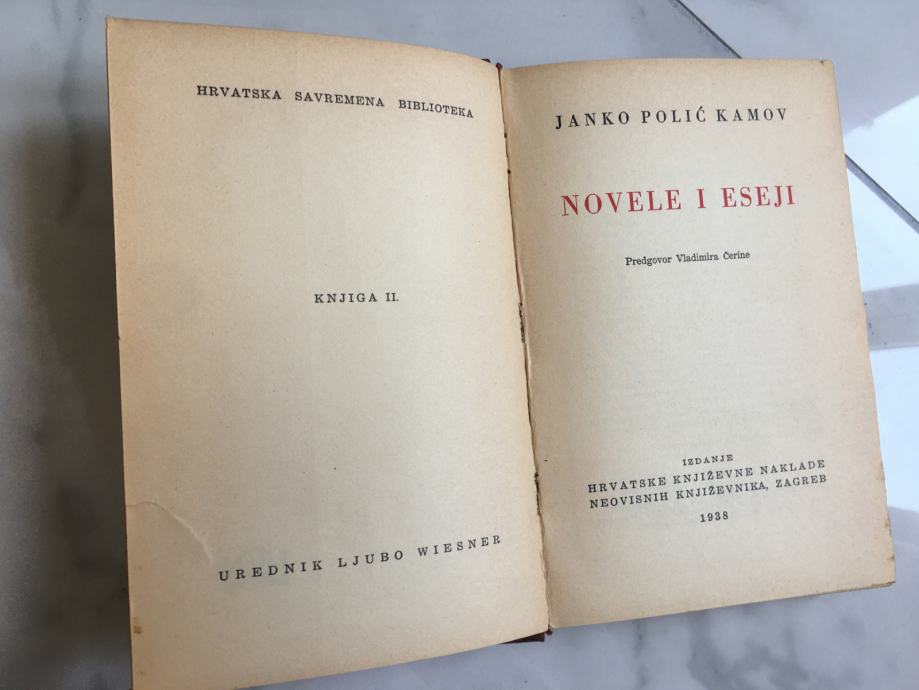 HRVATSKA SAVREMENA BIBLIOTEKA
KNJIGA II.
UREDNIK LJUBO WIESNER
JANKO POLIĆ KAMOV
NOVELE I ESEJI
Predgovor Vladimira Čerine
IZDANJE
HRVATSKE KNJIŽEVNE NAKLADE
NEOVISNIH KNJIŽEVNIKA, ZAGREB
1938